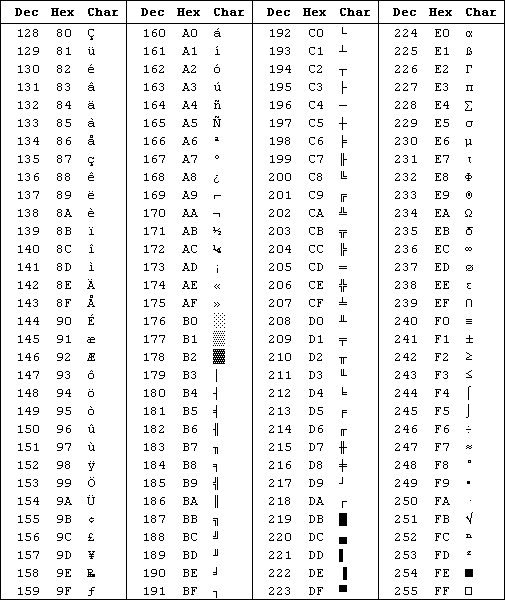 Dec Hex Char Dec Hex Char Dec Hex Char Dec Hex Char
128 80 Ç 160 A0 á 192 C0 └ 224 E0 α
129 81 ü 161 A1 í 193 C1 ┴ 225 E1 ß
130 82 é 162 A2 ó 194 C2 ┬ 226 E2 Γ
131 83 â 163 A3 ú 195 C3 ├ 227 E3 π
132 84 ä 164 A4 ñ 196 C4 ─ 228 E4 Σ
133 85 à 165 A5 Ñ 197 C5 ┼ 229 E5 σ
134 86 å 166 A6 ª 198 C6 ╞ 230 E6 µ
135 87 ç 167 A7 º 199 C7 ╟ 231 E7 τ
136 88 ê 168 A8 ¿ 200 C8 ╚ 232 E8 Φ
137 89 ë 169 A9 ⌐ 201 C9 ╔ 233 E9 Θ
138 8A è 170 AA ¬ 202 CA ╩ 234 EA Ω
139 8B ï 171 AB ½ 203 CB ╦ 235 EB δ
140 8C î 172 AC ¼ 204 CC ╠ 236 EC ∞
141 8D ì 173 AD ¡ 205 CD ═ 237 ED ø
142 8E Ä 174 AE « 206 CE ╬ 238 EE ε
143 8F Å 175 AF » 207 CF ╧ 239 EF ∩
144 90 É 176 B0 ░ 208 D0 ╨ 240 F0 ≡
145 91 æ 177 B1 ▒ 209 D1 ╤ 241 F1 ±
146 92 Æ 178 B2 ▓ 210 D2 ╥ 242 F2 ≥
147 93 ô 179 B3 │ 211 D3 ╙ 243 F3 ≤
148 94 ö 180 B4 ┤ 212 D4 ╘ 244 F4 ⌠
149 95 ò 181 B5 ╡ 213 D5 ╒ 245 F5 ⌡
150 96 û 182 B6 ╢ 214 D6 ╓ 246 F6 ÷
151 97 ù 183 B7 ╖ 215 D7 ╫ 247 F7 ≈
152 98 ÿ 184 B8 ╕ 216 D8 ╪ 248 F8 °
153 99 Ö 185 B9 ╣ 217 D9 ┘ 249 F9 ∙
154 9A Ü 186 BA ║ 218 DA ┌ 250 FA ·
155 9B ¢ 187 BB ╗ 219 DB █ 251 FB √
156 9C £ 188 BC ╝ 220 DC ▄ 252 FC ⁿ
157 9D ¥ 189 BD ╜ 221 DD ▌ 253 FD ²
158 9E ₧ 190 BE ╛ 222 DE ▐ 254 FE ■
159 9F ƒ 191 BF ┐ 223 DF ▀ 255 FF □